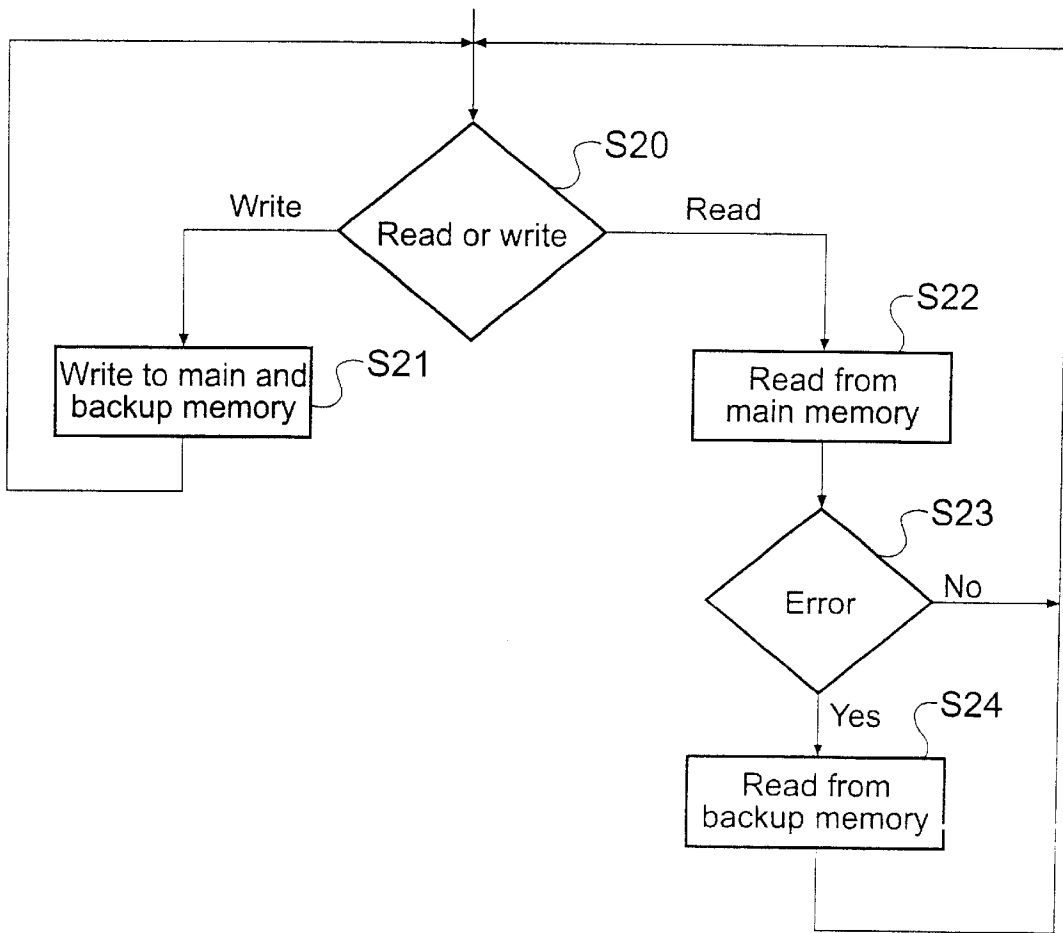 S20
Write
Read or write
Read
S22
Write to main and
backup memory
S21
Read from
main memory
S23
Error
No
Yes
S24
Read from
backup memory